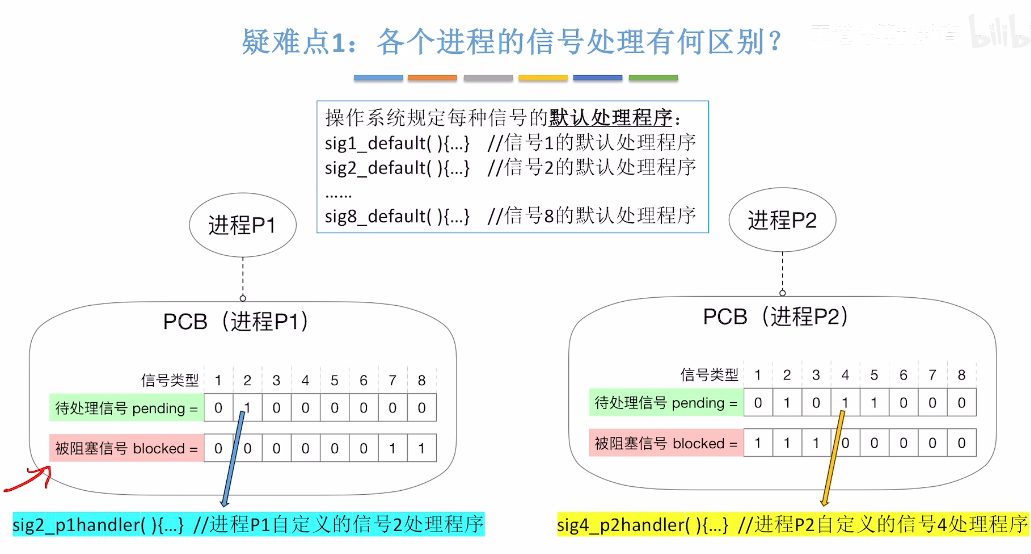 疑难点1：各个进程的信号处理有何区别？
操作系统规定每种信号的默认处理程序：
sig1_default( ){…} //信号1的默认处理程序
sig2_default( ){…} //信号2的默认处理程序
……
sig8_default( ){…} //信号8的默认处理程序
进程P1
PCB（进程P1）
信号类型 1 2 3 4 5 6 7 8
待处理信号 pending = 0 1 0 0 0 0 0 0
被阻塞信号 blocked = 0 0 0 0 0 0 1 1
sig2_p1handler( ){…} //进程P1自定义的信号2处理程序
进程P2
PCB（进程P2）
信号类型 1 2 3 4 5 6 7 8
待处理信号 pending = 0 1 0 1 1 0 0 0
被阻塞信号 blocked = 1 1 1 0 0 0 0 0
sig4_p2handler( ){…} //进程P2自定义的信号4处理程序